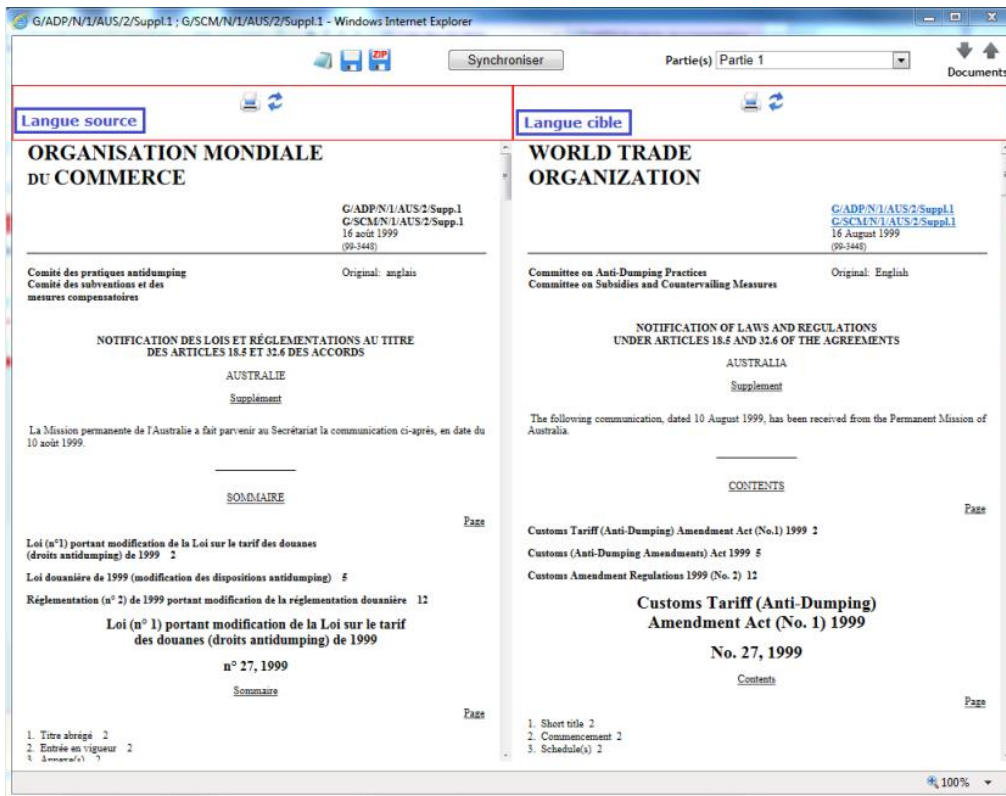 G/ADP/N/1/AUS/2/Suppl.1 ; G/SCM/N/1/AUS/2/Suppl.1 - Windows Internet Explorer
ZIP
Synchroniser
Partie(s) Partie 1
Documents
Langue source
ORGANISATION MONDIALE
DU COMMERCE
G/ADP/N/1/AUS/2/Supp.1
G/SCM/N/1/AUS/2/Supp.1
16 août 1999
(99-3448)
Comité des pratiques antidumping
Original: anglais
Comité des subventions et des
mesures compensatoires
NOTIFICATION DES LOIS ET RÉGLEMENTATIONS AU TITRE
DES ARTICLES 18.5 ET 32.6 DES ACCORDS
AUSTRALIE
Supplément
La Mission permanente de l'Australie a fait parvenir au Secrétariat la communication ci-après, en date du
10 août 1999.
SOMMAIRE
Page
Loi (n°1) portant modification de la Loi sur le tarif des douanes
(droits antidumping) de 1999 2
Loi douanière de 1999 (modification des dispositions antidumping) 5
Réglementation (n° 2) de 1999 portant modification de la réglementation douanière 12
Loi (n° 1) portant modification de la Loi sur le tarif
des douanes (droits antidumping) de 1999
n° 27, 1999
Sommaire
Page
1. Titre abrégé 2
2. Entrée en vigueur 2
3. Annexe(s) 2
Langue cible
WORLD TRADE
ORGANIZATION
G/ADP/N/1/AUS/2/Suppl.1
G/SCM/N/1/AUS/2/Suppl.1
16 August 1999
(99-3448)
Committee on Anti-Dumping Practices
Original: English
Committee on Subsidies and Countervailing Measures
NOTIFICATION OF LAWS AND REGULATIONS
UNDER ARTICLES 18.5 AND 32.6 OF THE AGREEMENTS
AUSTRALIA
Supplement
The following communication, dated 10 August 1999, has been received from the Permanent Mission of
Australia.
CONTENTS
Page
Customs Tariff (Anti-Dumping) Amendment Act (No.1) 1999 2
Customs (Anti-Dumping Amendments) Act 1999 5
Customs Amendment Regulations 1999 (No. 2) 12
Customs Tariff (Anti-Dumping)
Amendment Act (No. 1) 1999
No. 27, 1999
Contents
Page
1. Short title 2
2. Commencement 2
3. Schedule(s) 2
100%